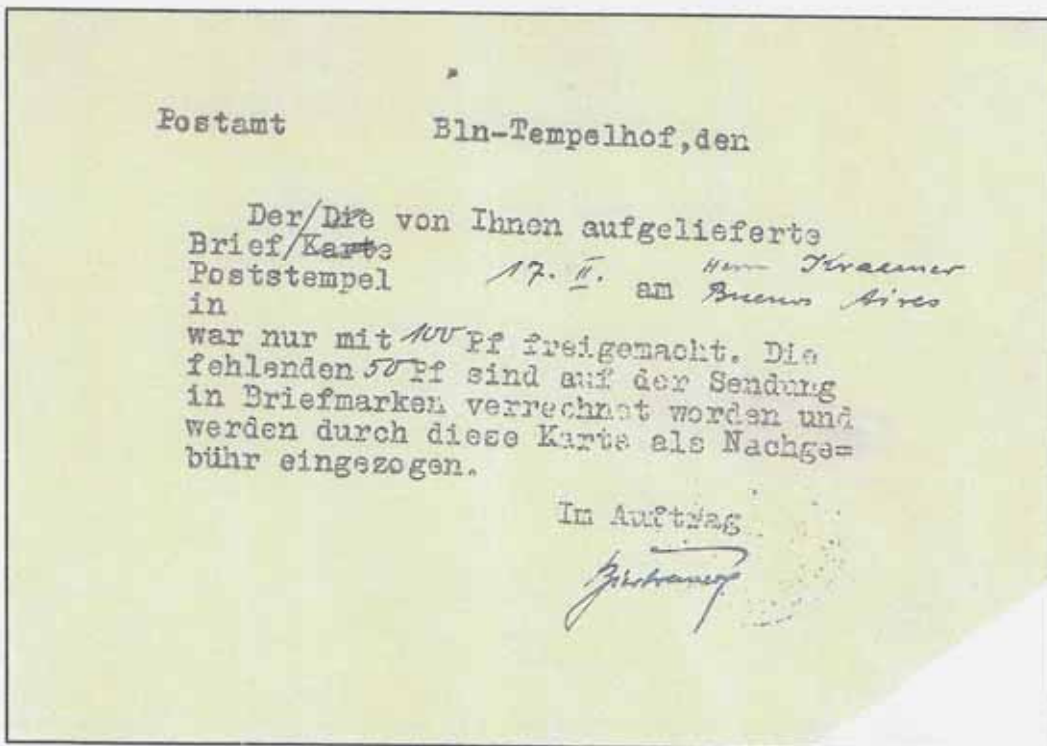 Postamt Bln-Tempelhof,den
Der/Die von Ihnen aufgelieferte
Brief/Karte
Poststempel 17. II. am Herrn Kraemer
in Buenos Aires
war nur mit 100 Pf freigemacht. Die
fehlenden 50 Pf sind auf der Sendung
in Briefmarken verrechnet worden und
werden durch diese Karte als Nachge=
bühr eingezogen.
Im Auftrag